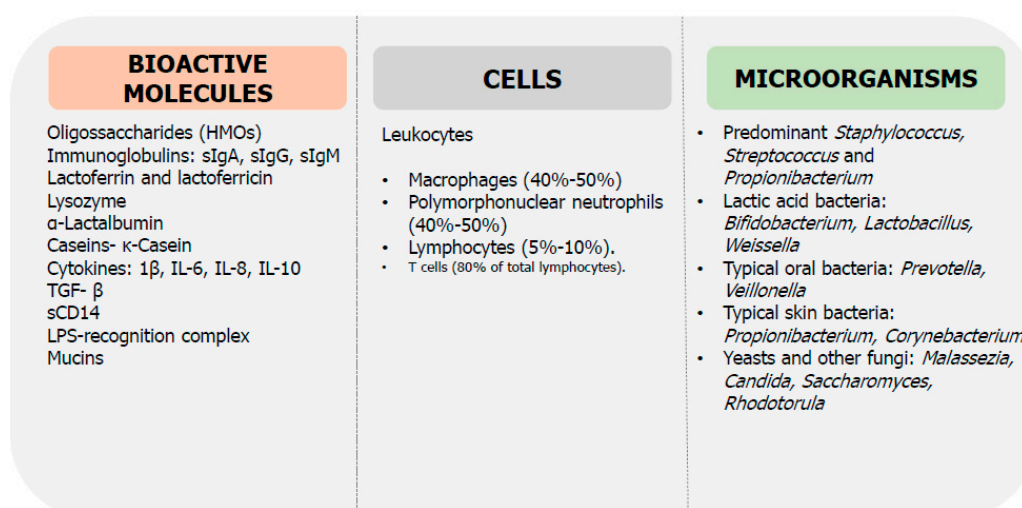 BIOACTIVE
MOLECULES
Oligossaccharides (HMOs)
Immunoglobulins: sIgA, sIgG, sIgM
Lactoferrin and lactoferricin
Lysozyme
α-Lactalbumin
Caseins- κ-Casein
Cytokines: 1β, IL-6, IL-8, IL-10
TGF- β
sCD14
LPS-recognition complex
Mucins
CELLS
Leukocytes
• Macrophages (40%-50%)
• Polymorphonuclear neutrophils
(40%-50%)
• Lymphocytes (5%-10%).
• T cells (80% of total lymphocytes).
MICROORGANISMS
• Predominant Staphylococcus,
Streptococcus and
Propionibacterium
• Lactic acid bacteria:
Bifidobacterium, Lactobacillus,
Weissella
• Typical oral bacteria: Prevotella,
Veillonella
• Typical skin bacteria:
Propionibacterium, Corynebacterium
• Yeasts and other fungi: Malassezia,
Candida, Saccharomyces,
Rhodotorula